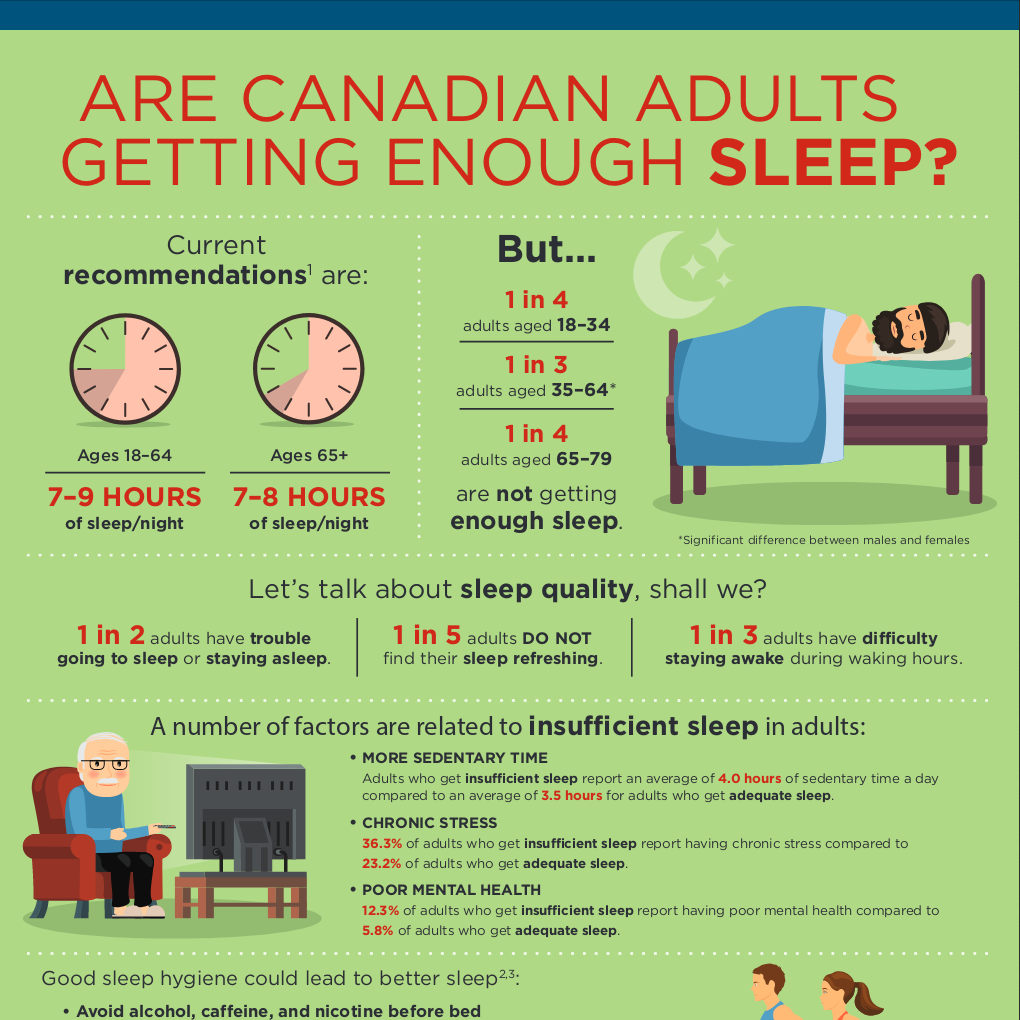 ARE CANADIAN ADULTS
GETTING ENOUGH SLEEP?
Current
recommendations¹ are:
Ages 18–64
7–9 HOURS
of sleep/night
Ages 65+
7–8 HOURS
of sleep/night
But...
1 in 4
adults aged 18–34
1 in 3
adults aged 35–64*
1 in 4
adults aged 65–79
are not getting
enough sleep.
*Significant difference between males and females
Let's talk about sleep quality, shall we?
1 in 2 adults have trouble
going to sleep or staying asleep.
1 in 5 adults DO NOT
find their sleep refreshing.
1 in 3 adults have difficulty
staying awake during waking hours.
A number of factors are related to insufficient sleep in adults:
• MORE SEDENTARY TIME
Adults who get insufficient sleep report an average of 4.0 hours of sedentary time a day
compared to an average of 3.5 hours for adults who get adequate sleep.
• CHRONIC STRESS
36.3% of adults who get insufficient sleep report having chronic stress compared to
23.2% of adults who get adequate sleep.
• POOR MENTAL HEALTH
12.3% of adults who get insufficient sleep report having poor mental health compared to
5.8% of adults who get adequate sleep.
Good sleep hygiene could lead to better sleep²,³:
• Avoid alcohol, caffeine, and nicotine before bed